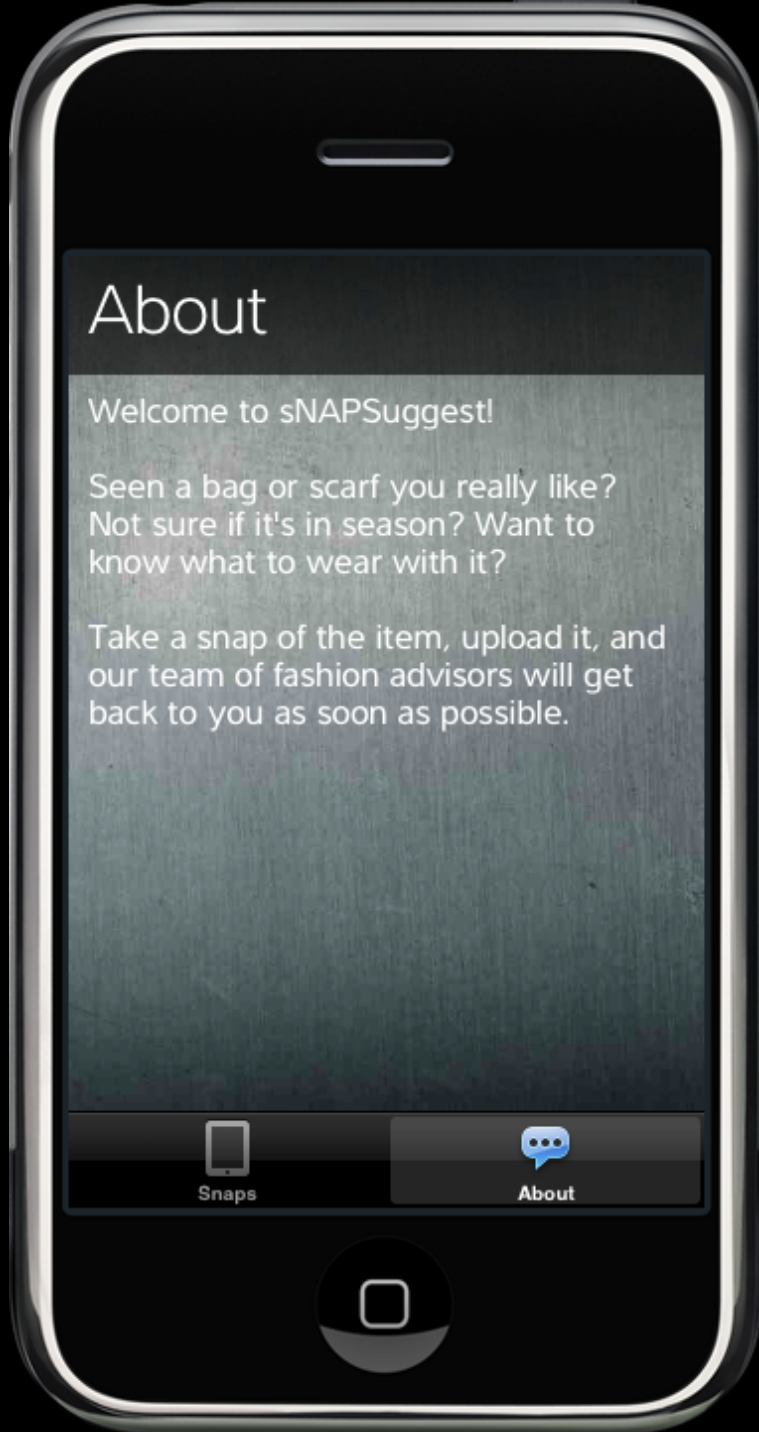 About
Welcome to sNAPSuggest!
Seen a bag or scarf you really like?
Not sure if it's in season? Want to
know what to wear with it?
Take a snap of the item, upload it, and
our team of fashion advisors will get
back to you as soon as possible.
Snaps
About